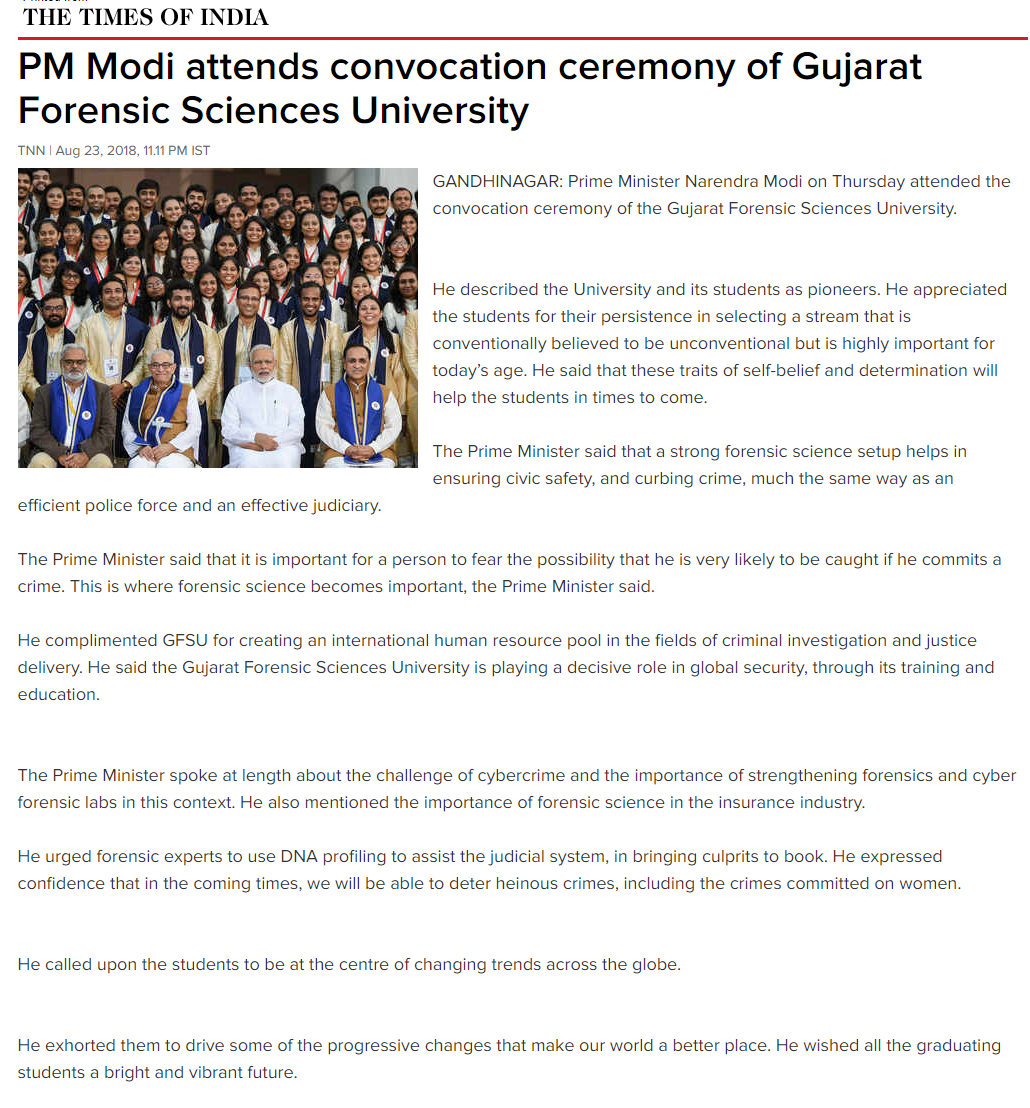 THE TIMES OF INDIA
PM Modi attends convocation ceremony of Gujarat
Forensic Sciences University
TNN | Aug 23, 2018, 11.11 PM IST
GANDHINAGAR: Prime Minister Narendra Modi on Thursday attended the
convocation ceremony of the Gujarat Forensic Sciences University.
He described the University and its students as pioneers. He appreciated
the students for their persistence in selecting a stream that is
conventionally believed to be unconventional but is highly important for
today's age. He said that these traits of self-belief and determination will
help the students in times to come.
The Prime Minister said that a strong forensic science setup helps in
ensuring civic safety, and curbing crime, much the same way as an
efficient police force and an effective judiciary.
The Prime Minister said that it is important for a person to fear the possibility that he is very likely to be caught if he commits a
crime. This is where forensic science becomes important, the Prime Minister said.
He complimented GFSU for creating an international human resource pool in the fields of criminal investigation and justice
delivery. He said the Gujarat Forensic Sciences University is playing a decisive role in global security, through its training and
education.
The Prime Minister spoke at length about the challenge of cybercrime and the importance of strengthening forensics and cyber
forensic labs in this context. He also mentioned the importance of forensic science in the insurance industry.
He urged forensic experts to use DNA profiling to assist the judicial system, in bringing culprits to book. He expressed
confidence that in the coming times, we will be able to deter heinous crimes, including the crimes committed on women.
He called upon the students to be at the centre of changing trends across the globe.
He exhorted them to drive some of the progressive changes that make our world a better place. He wished all the graduating
students a bright and vibrant future.